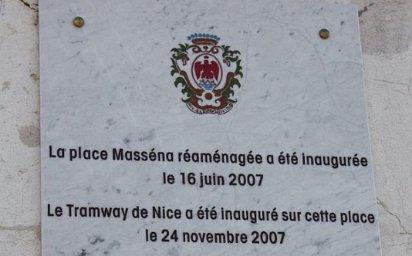 La place Masséna réaménagée a été inaugurée
le 16 juin 2007
Le Tramway de Nice a été inauguré sur cette place
le 24 novembre 2007